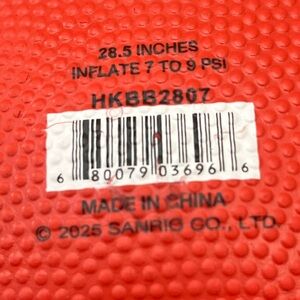 28.5 INCHES
INFLATE 7 TO 9 PSI
HKBB2807
6 80079 03696 6
MADE IN CHINA
© 2025 SANRIO CO., LTD.